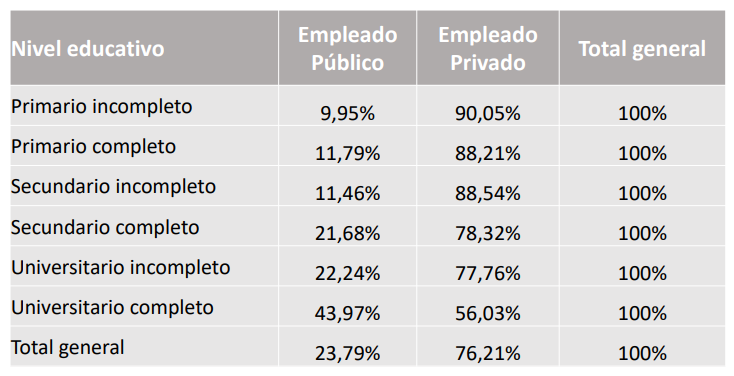 Nivel educativo Empleado Público Empleado Privado Total general
Primario incompleto 9,95% 90,05% 100%
Primario completo 11,79% 88,21% 100%
Secundario incompleto 11,46% 88,54% 100%
Secundario completo 21,68% 78,32% 100%
Universitario incompleto 22,24% 77,76% 100%
Universitario completo 43,97% 56,03% 100%
Total general 23,79% 76,21% 100%